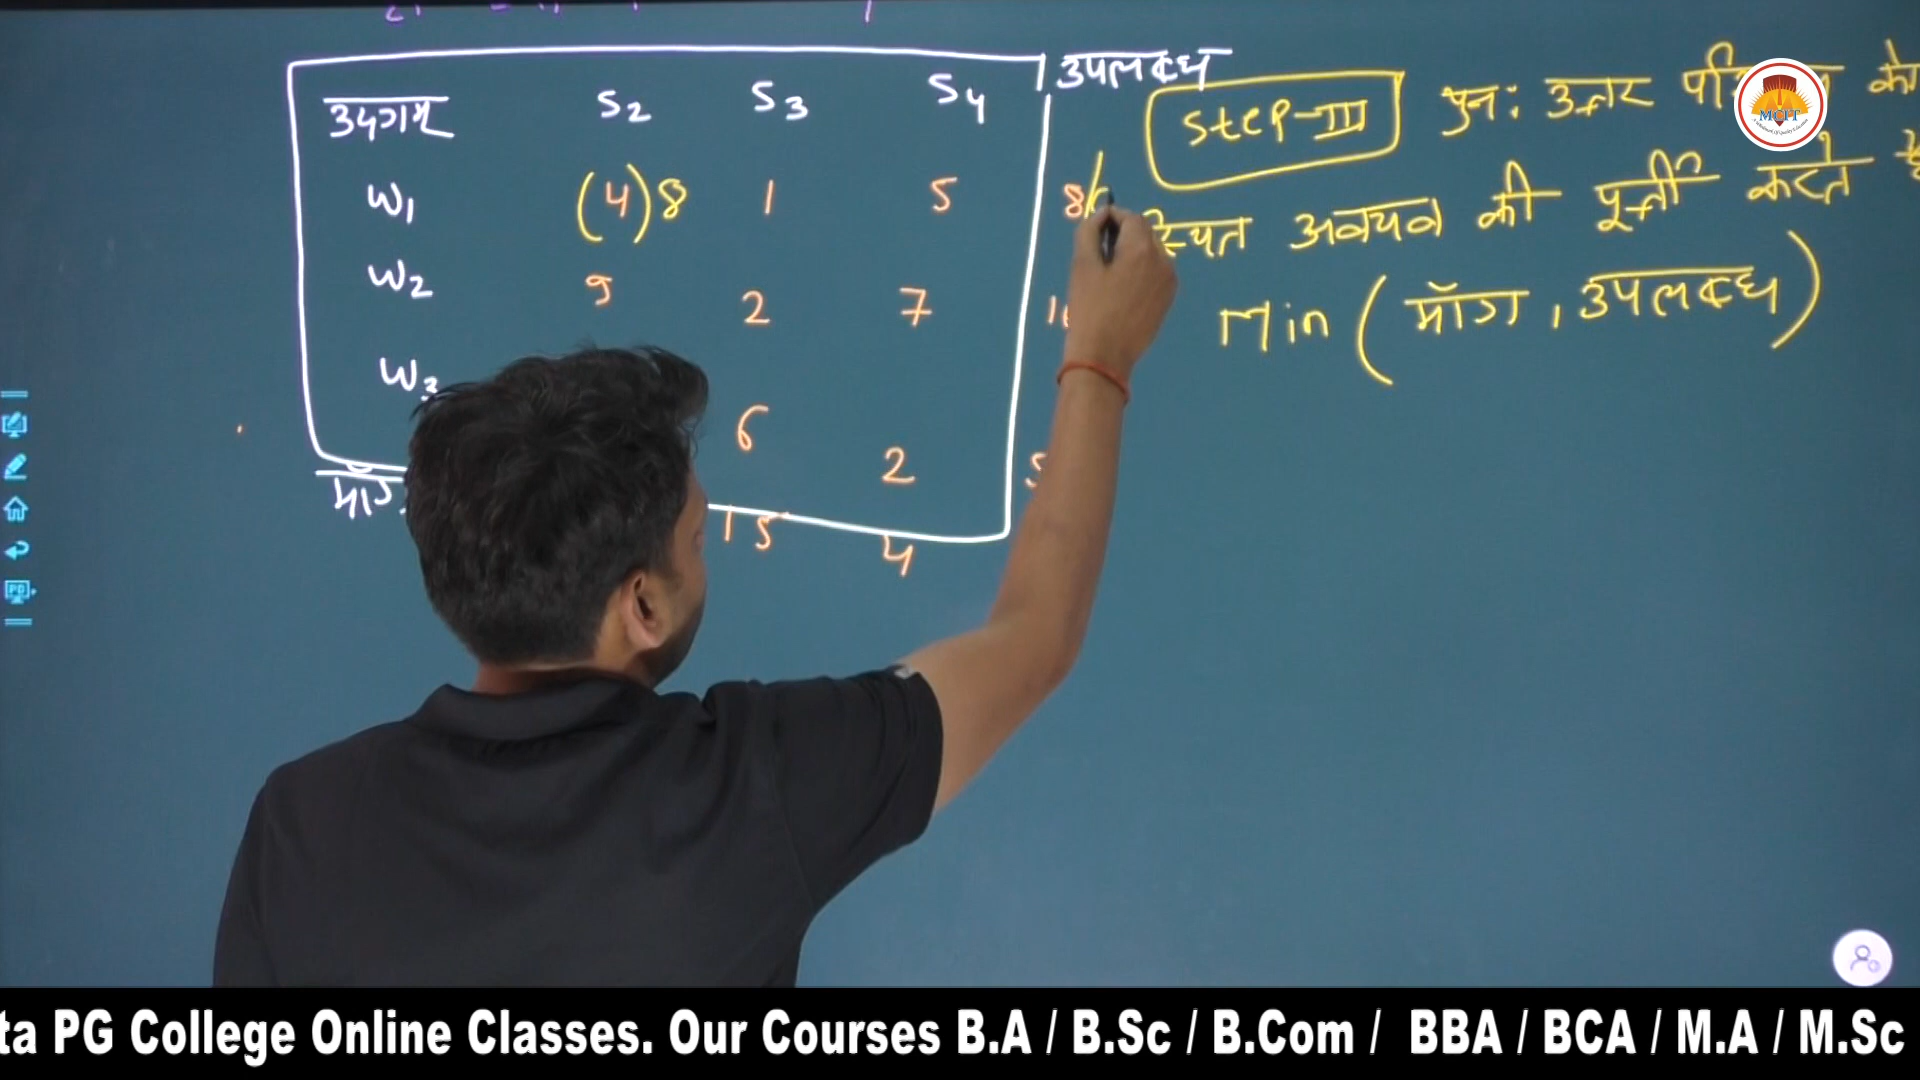 उपलब्ध
उदगम S2 S3 S4
W1 (4)8 1 5 8
W2 9 2 7
W3
6 2
15 4
Step-III पुन: उत्तर को
स्थित अवयव की पूर्त्ती करते
Min (माँग, उपलब्ध)
MCPIT
PG College Online Classes. Our Courses B.A / B.Sc / B.Com / BBA / BCA / M.A / M.Sc